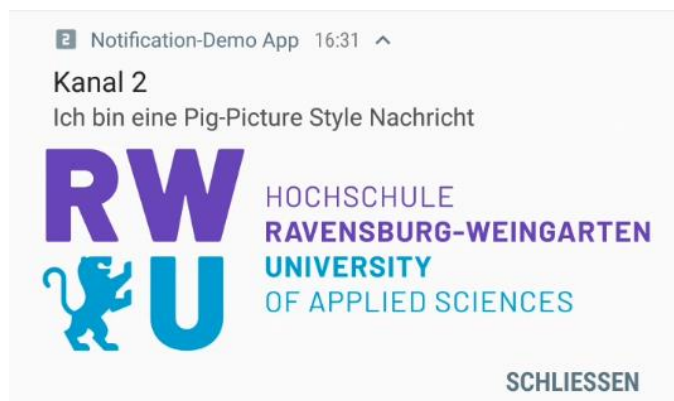 2 Notification-Demo App 16:31
Kanal 2
Ich bin eine Pig-Picture Style Nachricht
RW
HOCHSCHULE
RAVENSBURG-WEINGARTEN
U
UNIVERSITY
OF APPLIED SCIENCES
SCHLIESSEN